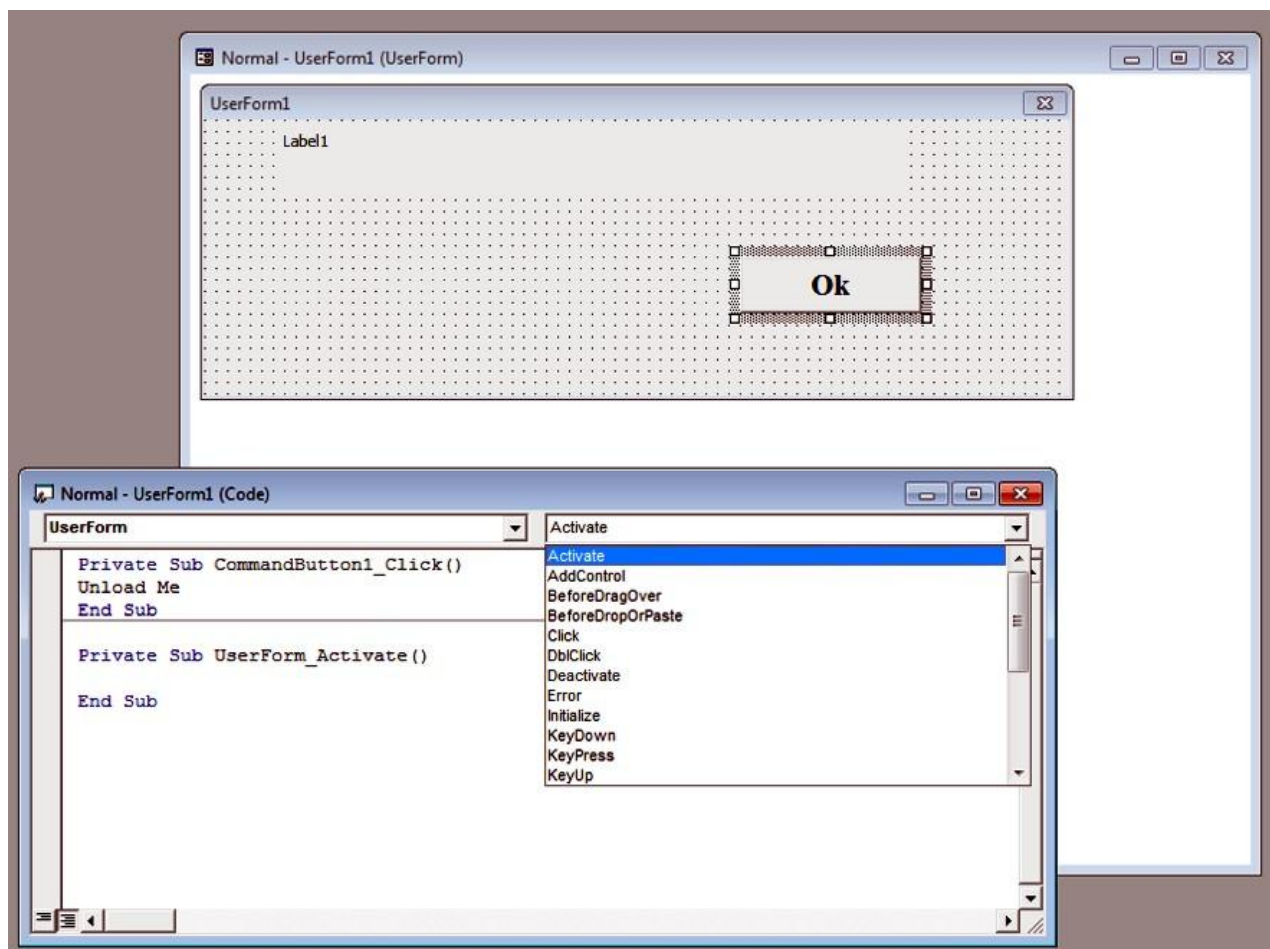 Normal - UserForm1 (UserForm)
UserForm1
Label1
Ok
Normal - UserForm1 (Code)
UserForm
Activate
Private Sub CommandButton1_Click()
Unload Me
End Sub
Private Sub UserForm_Activate()
End Sub
Activate
AddControl
BeforeDragOver
BeforeDropOrPaste
Click
DblClick
Deactivate
Error
Initialize
KeyDown
KeyPress
KeyUp